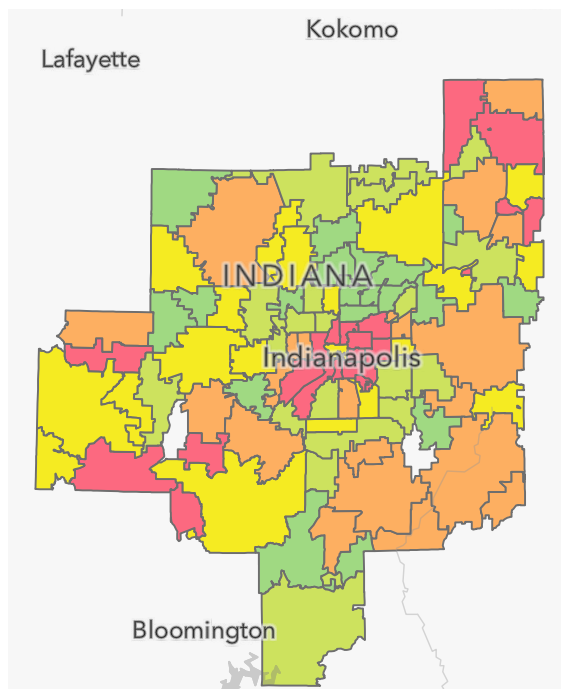 Kokomo
Lafayette
INDIANA
Indianapolis
Bloomington